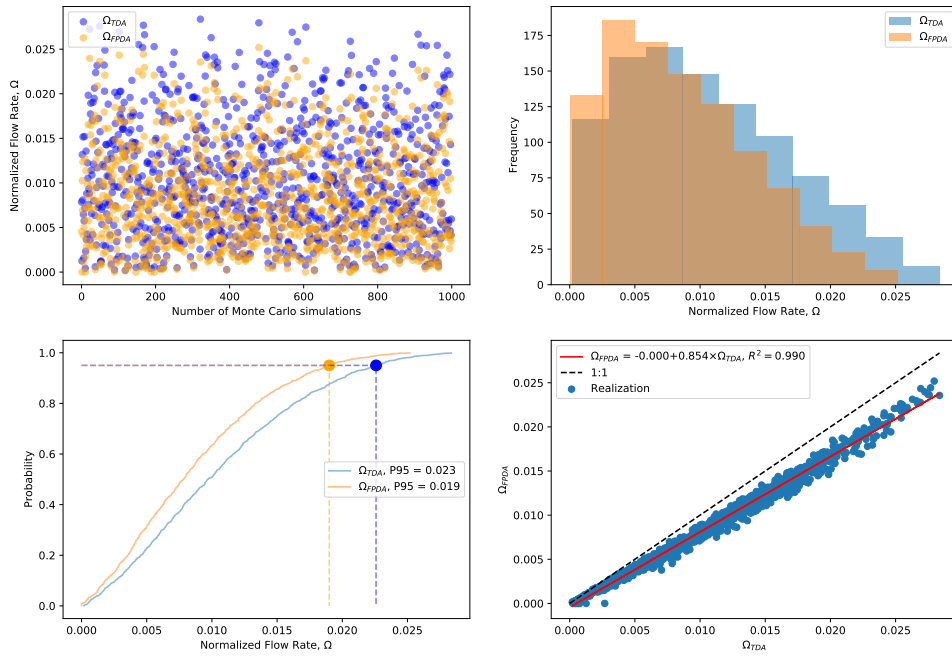 Ω_TDA
Ω_FPDA
0.025
0.020
0.015
0.010
0.005
0.000
Normalized Flow Rate, Ω
0 200 400 600 800 1000
Number of Monte Carlo simulations
Ω_TDA
Ω_FPDA
175
150
125
100
75
50
25
0
Frequency
0.000 0.005 0.010 0.015 0.020 0.025
Normalized Flow Rate, Ω
1.0
0.8
0.6
0.4
0.2
0.0
Probability
Ω_TDA, P95 = 0.023
Ω_FPDA, P95 = 0.019
0.000 0.005 0.010 0.015 0.020 0.025
Normalized Flow Rate, Ω
Ω_FPDA = -0.000+0.854×Ω_TDA, R² = 0.990
1:1
Realization
0.025
0.020
0.015
0.010
0.005
0.000
Ω_FPDA
0.000 0.005 0.010 0.015 0.020 0.025
Ω_TDA